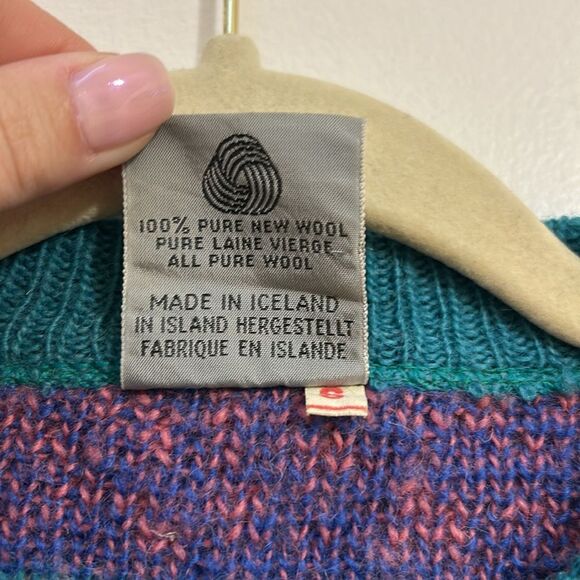 100% PURE NEW WOOL
PURE LAINE VIERGE
ALL PURE WOOL
MADE IN ICELAND
IN ISLAND HERGESTELLT
FABRIQUE EN ISLANDE